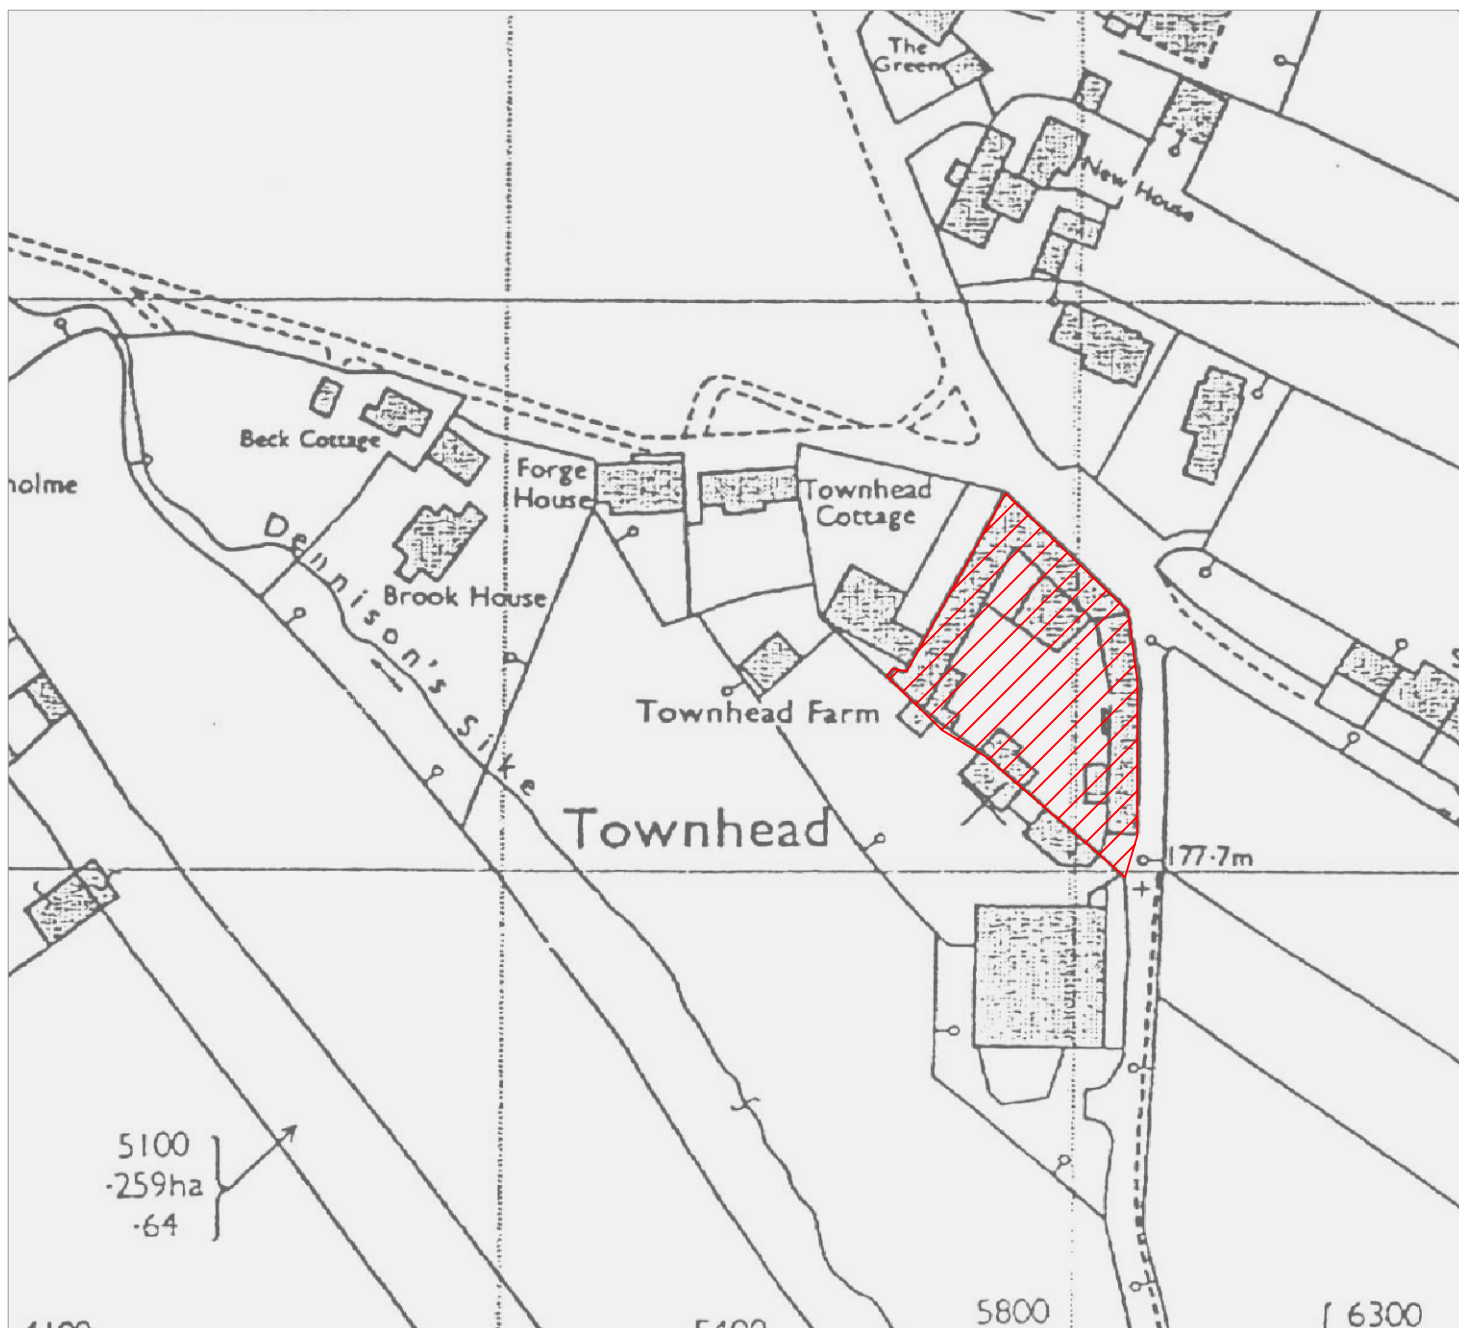 The
Green
New House
Beck Cottage
Forge
House
Townhead
Cottage
holme
Dennison's Sike
Brook House
Townhead Farm
Townhead
177·7m
5100
·259ha
·64
5800
6300